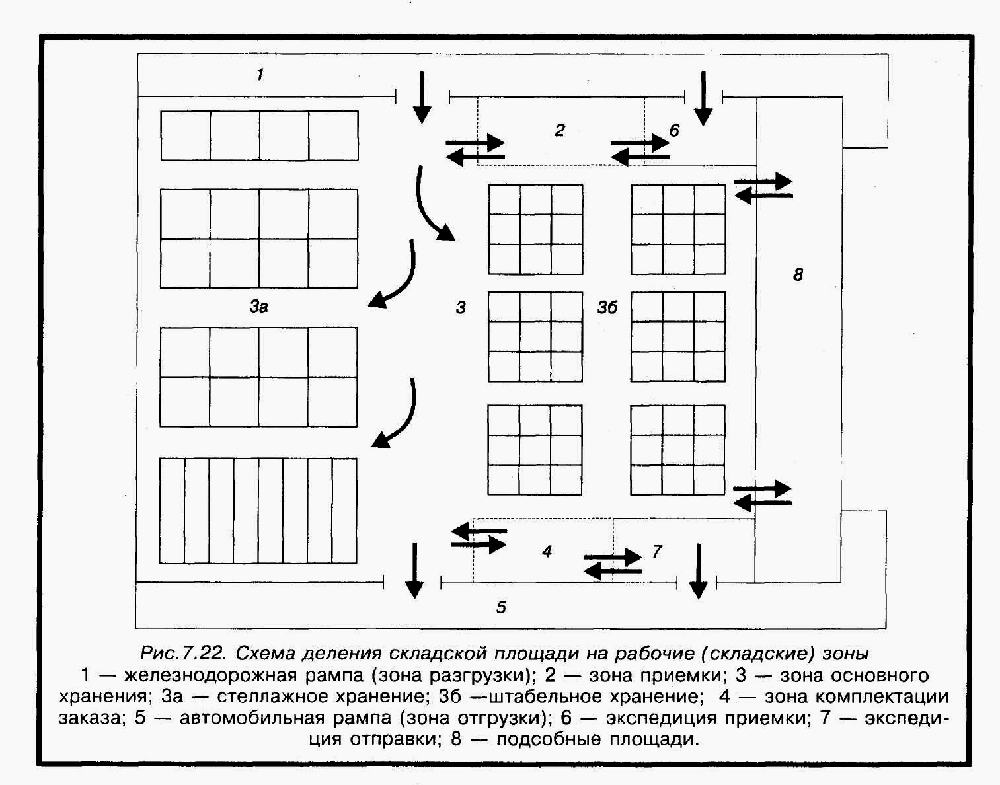 1
2
6
8
3а
3
3б
4
7
5
Рис.7.22. Схема деления складской площади на рабочие (складские) зоны
1 — железнодорожная рампа (зона разгрузки); 2 — зона приемки; 3 — зона основного
хранения; 3а — стеллажное хранение; 3б —штабельное хранение; 4 — зона комплектации
заказа; 5 — автомобильная рампа (зона отгрузки); 6 — экспедиция приемки; 7 — экспеди-
ция отправки; 8 — подсобные площади.